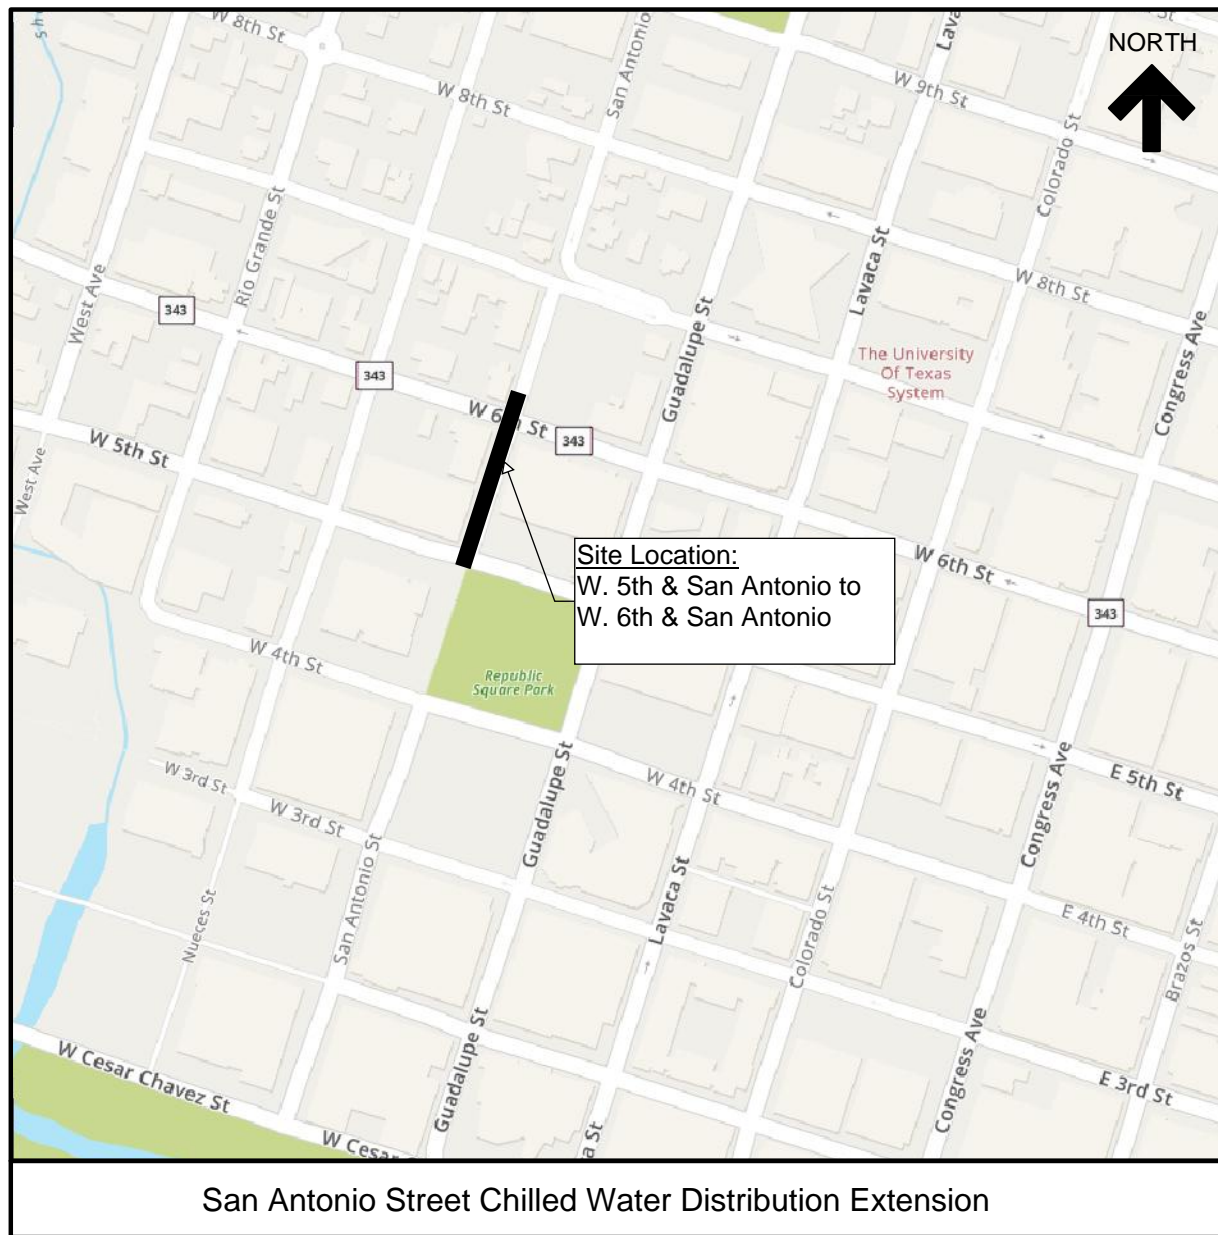 W 8th St
San Antonio
Lava
NORTH
W 8th St
W 9th St
Colorado St
Rio Grande St
Lavaca St
W 8th St
West Ave
343
Guadalupe St
Congress Ave
The University
Of Texas
System
343
W 6th St
343
W 5th St
West Ave
Site Location:
W. 5th & San Antonio to
W. 6th & San Antonio
W 6th St
343
W 4th St
Republic
Square Park
W 3rd St
W 3rd St
Guadalupe St
W 4th St
Congress Ave
E 5th St
San Antonio St
Nueces St
Lavaca St
Colorado St
E 4th St
Brazos St
W Cesar Chavez St
Guadalupe St
Congress Ave
E 3rd St
W Cesar
a St
San Antonio Street Chilled Water Distribution Extension